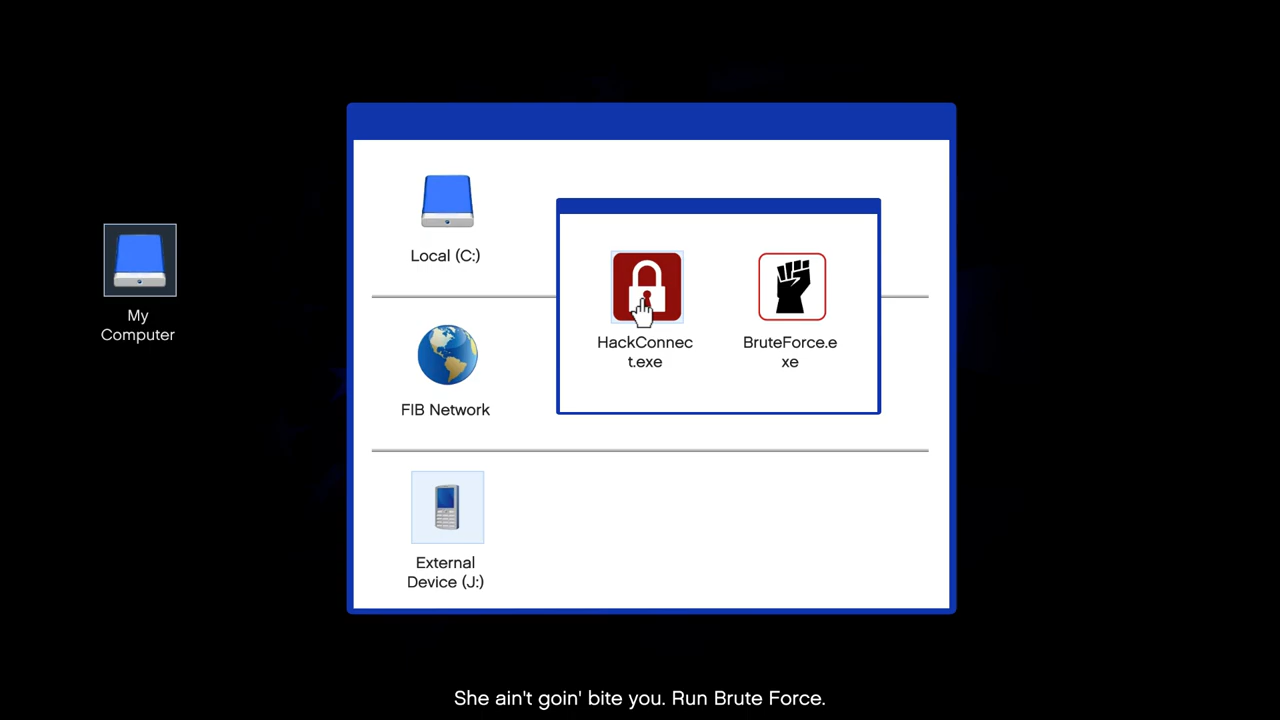 My
Computer
Local (C:)
HackConnec
t.exe
BruteForce.e
xe
FIB Network
External
Device (J:)
She ain't goin' bite you. Run Brute Force.